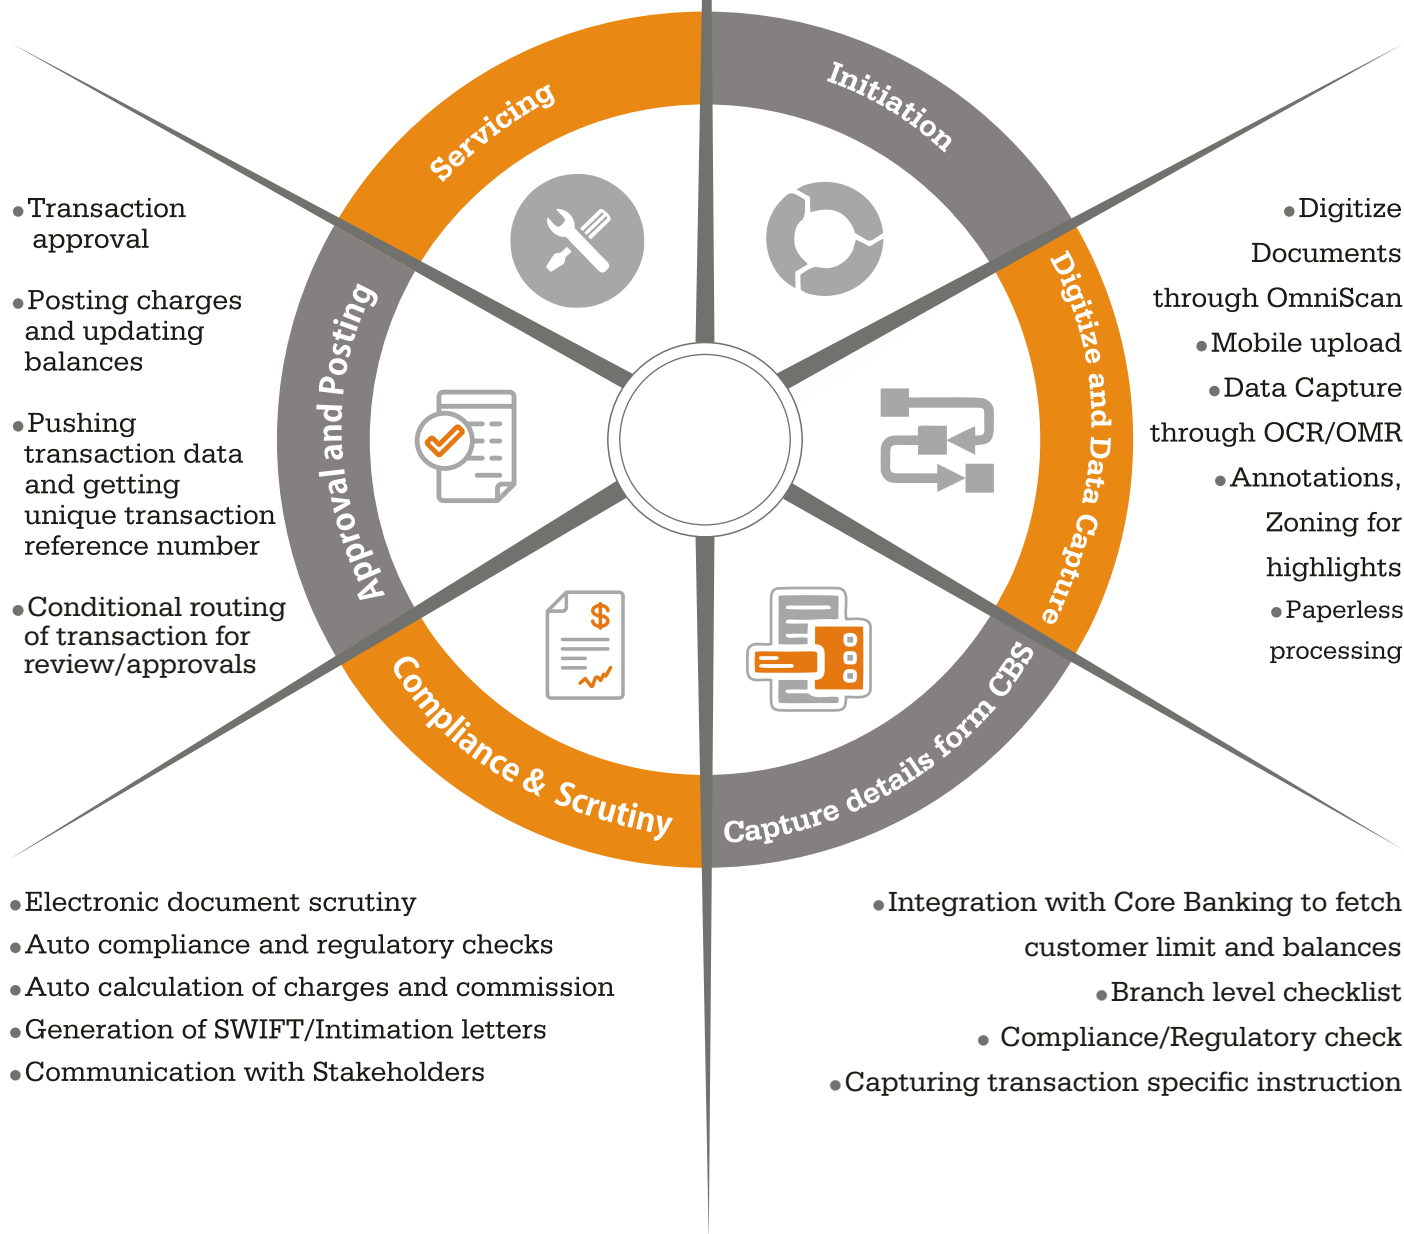 Servicing
Initiation
Digitize and Data Capture
Capture details form CBS
Compliance & Scrutiny
Approval and Posting
$
•Transaction
approval
•Posting charges
and updating
balances
•Pushing
transaction data
and getting
unique transaction
reference number
•Conditional routing
of transaction for
review/approvals
•Digitize
Documents
through OmniScan
•Mobile upload
•Data Capture
through OCR/OMR
•Annotations,
Zoning for
highlights
•Paperless
processing
•Electronic document scrutiny
•Auto compliance and regulatory checks
•Auto calculation of charges and commission
•Generation of SWIFT/Intimation letters
•Communication with Stakeholders
•Integration with Core Banking to fetch
customer limit and balances
•Branch level checklist
• Compliance/Regulatory check
•Capturing transaction specific instruction